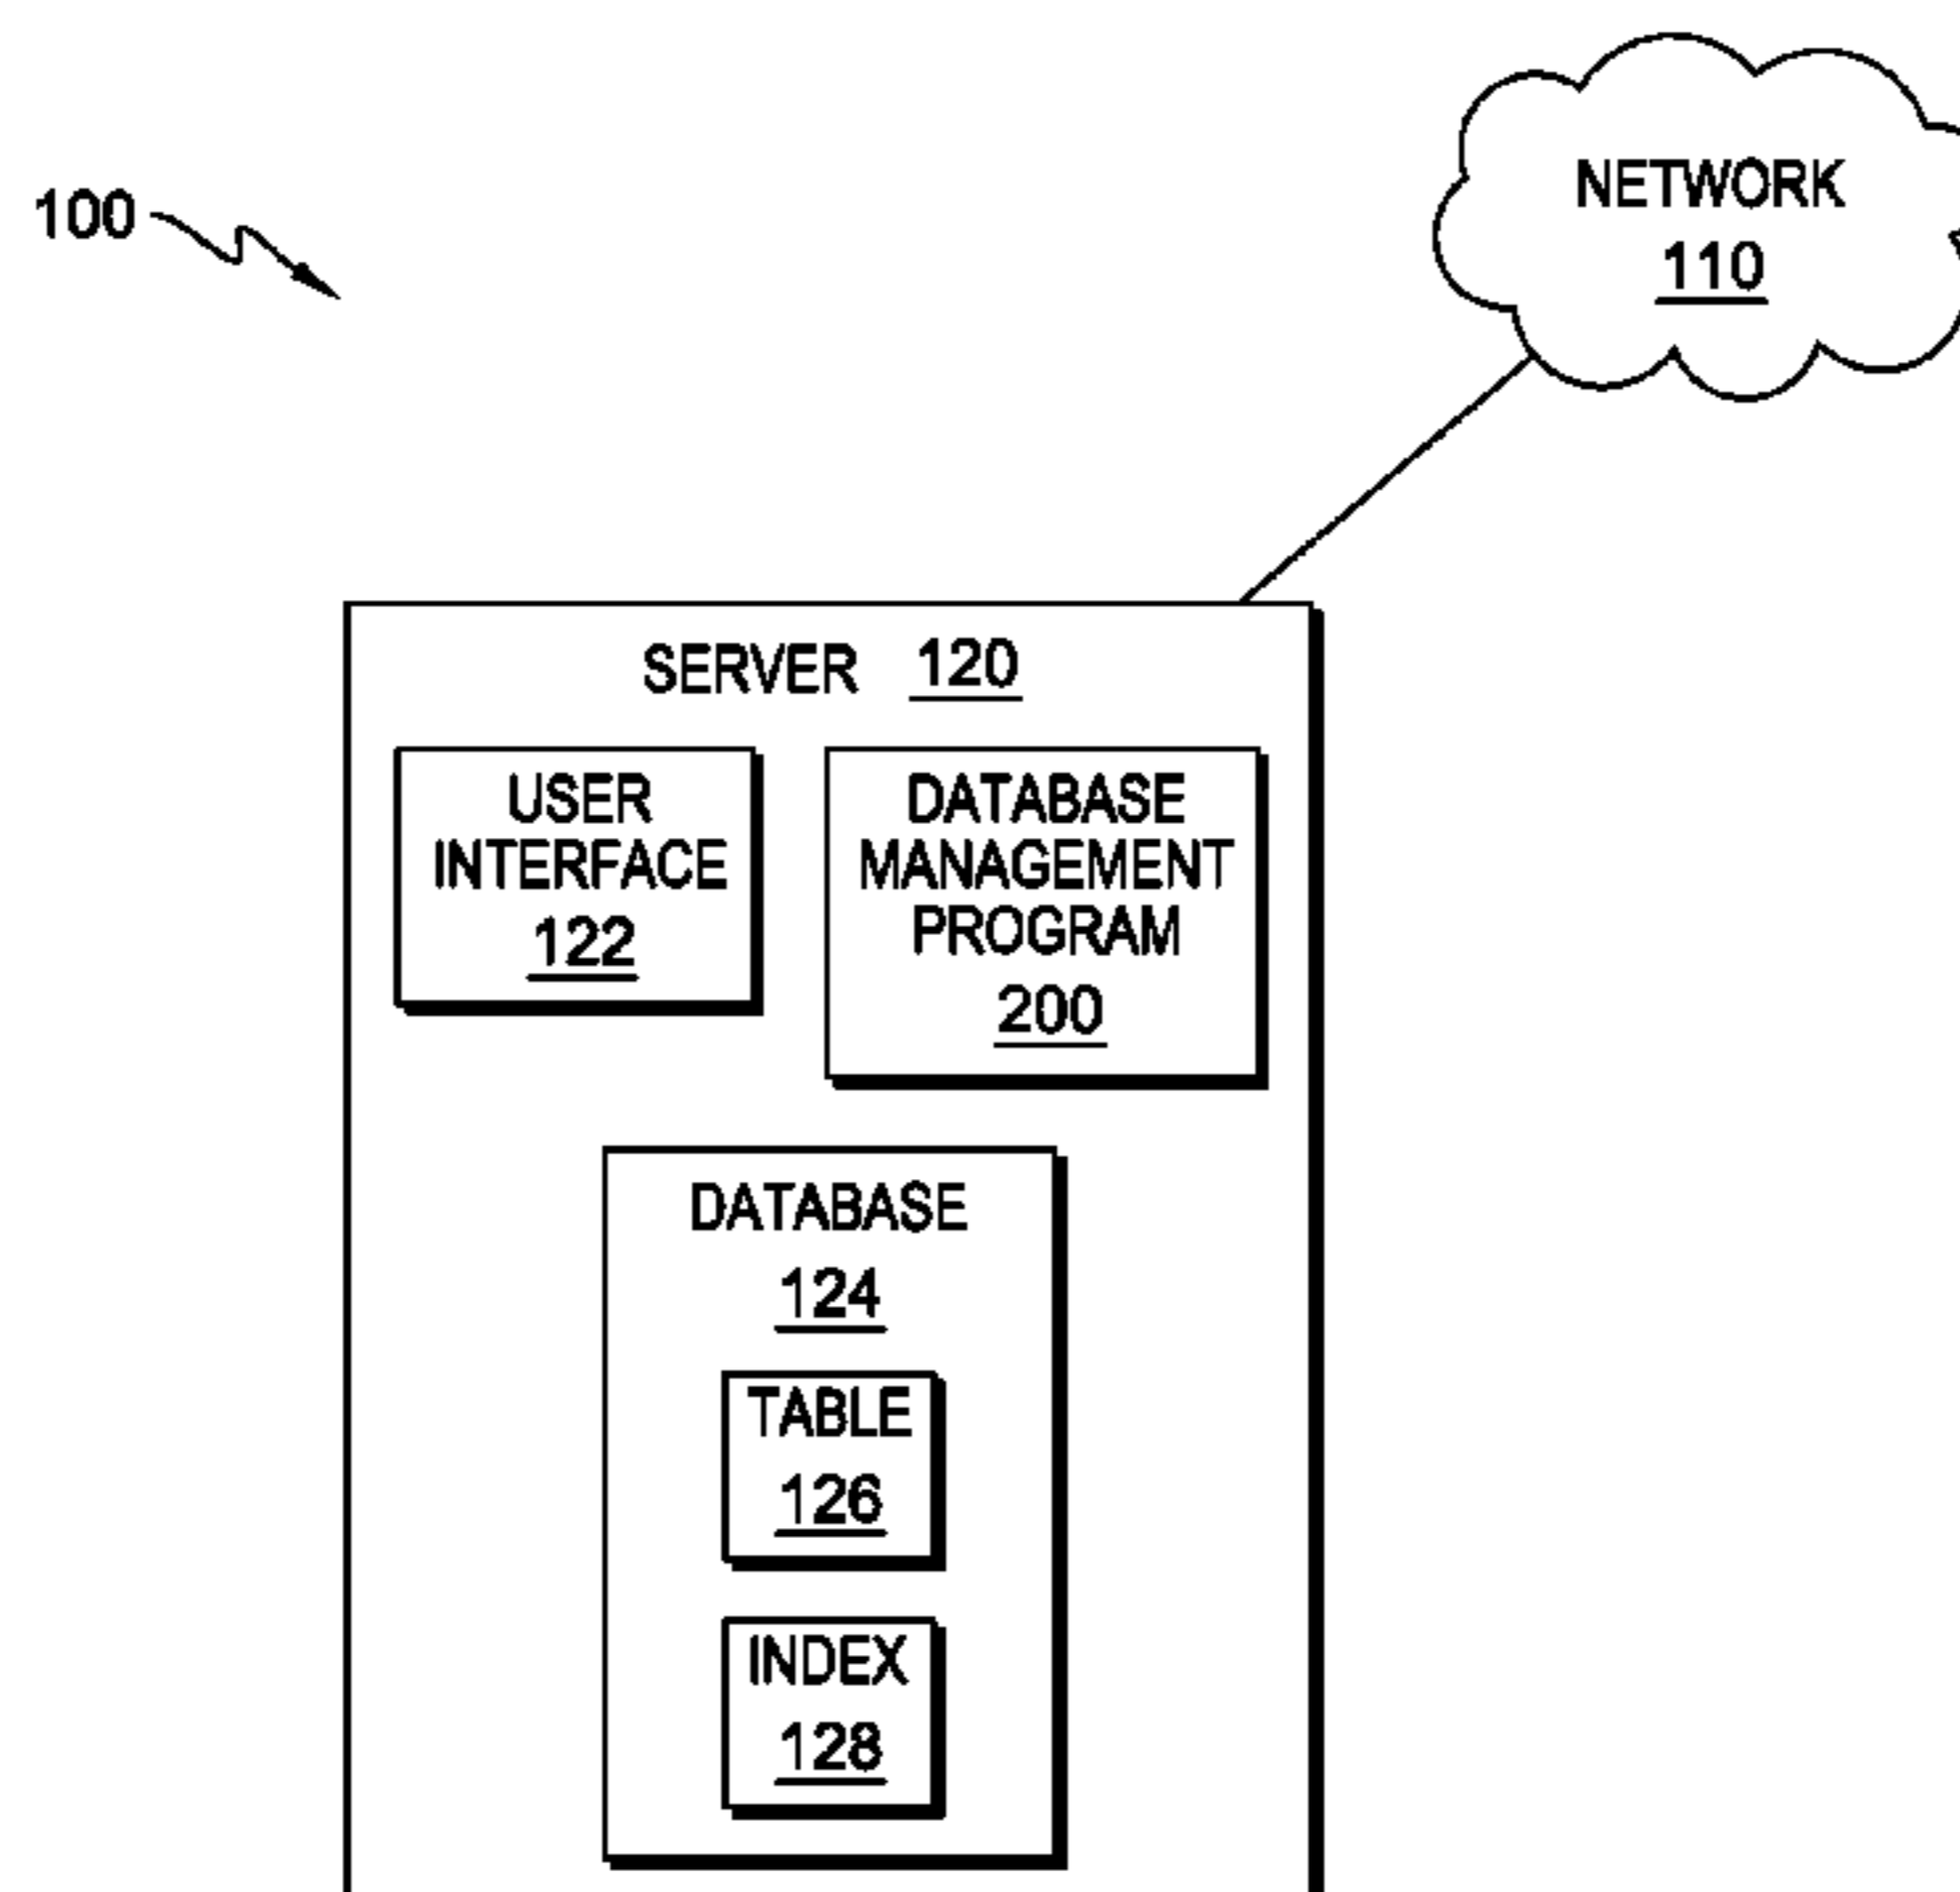 100
NETWORK
110
SERVER 120
USER
INTERFACE
122
DATABASE
MANAGEMENT
PROGRAM
200
DATABASE
124
TABLE
126
INDEX
128